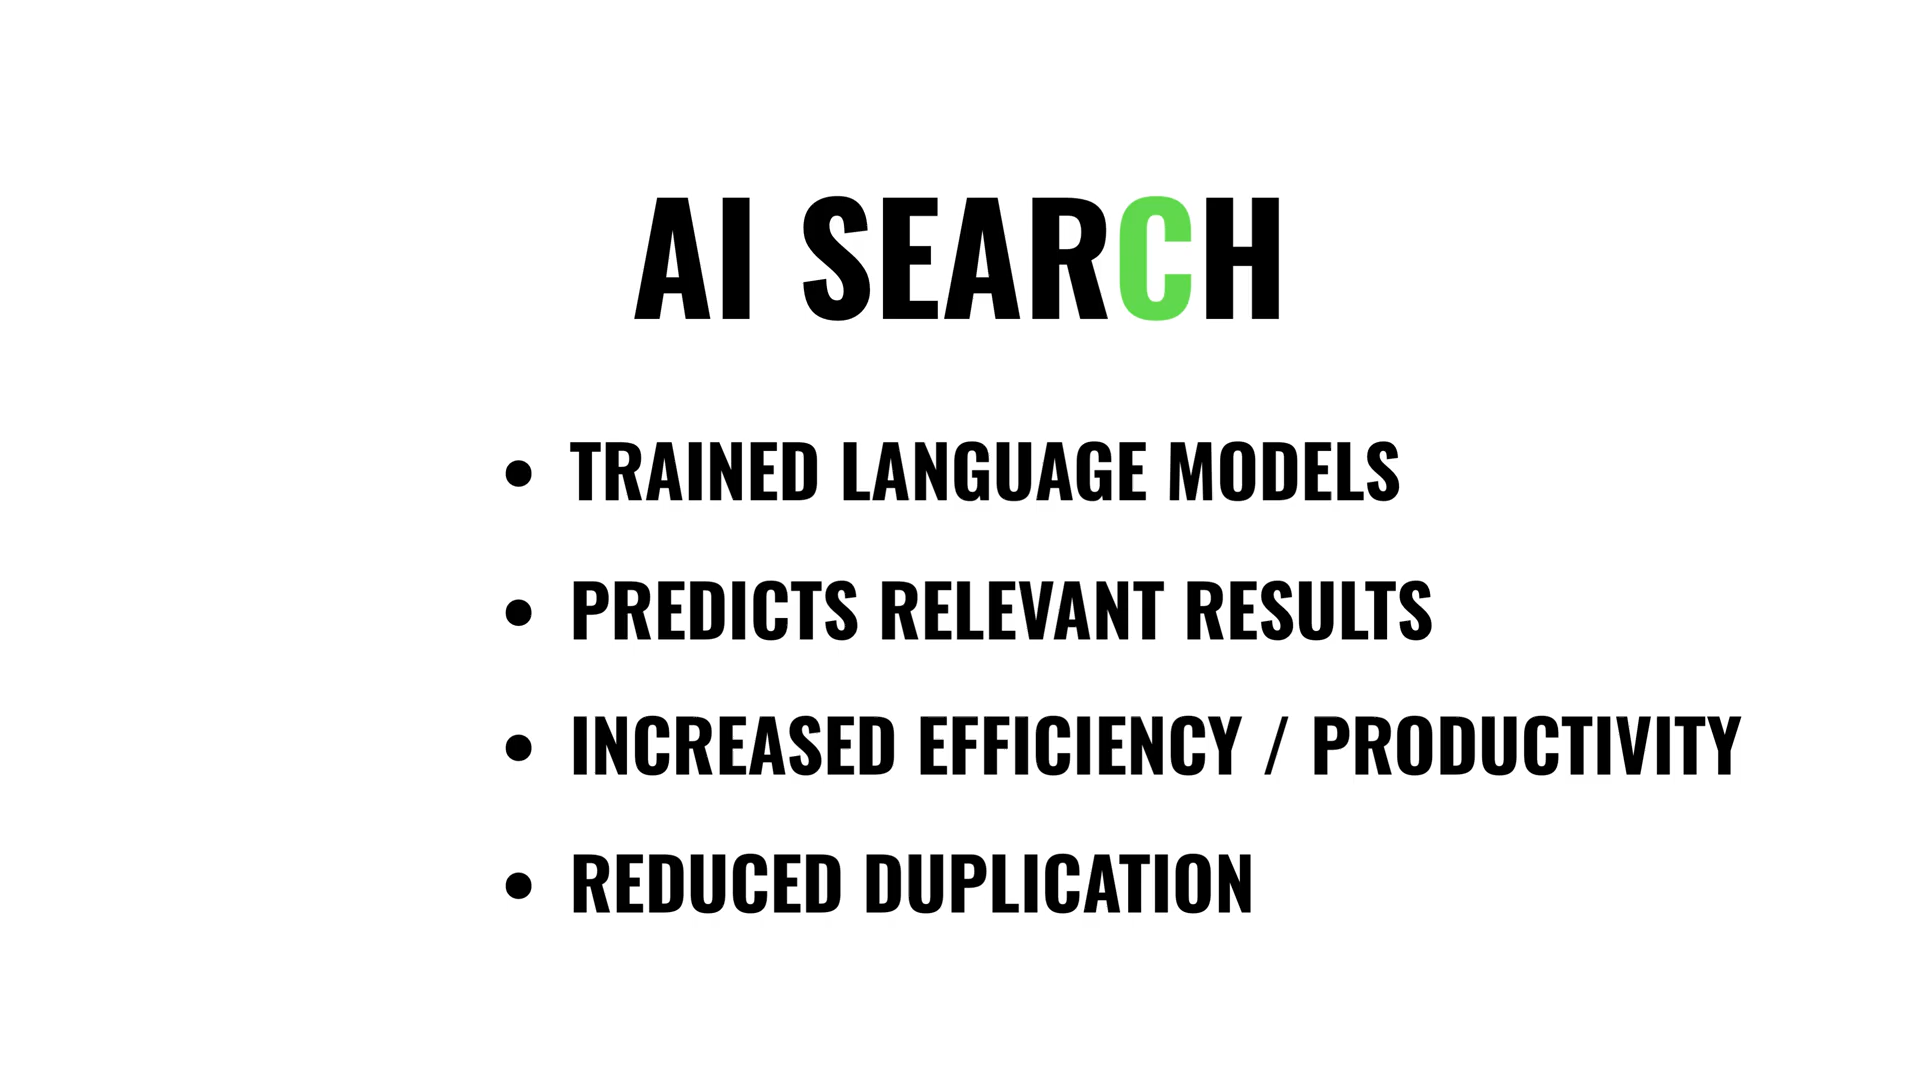 AI SEARCH
• TRAINED LANGUAGE MODELS
• PREDICTS RELEVANT RESULTS
• INCREASED EFFICIENCY / PRODUCTIVITY
• REDUCED DUPLICATION